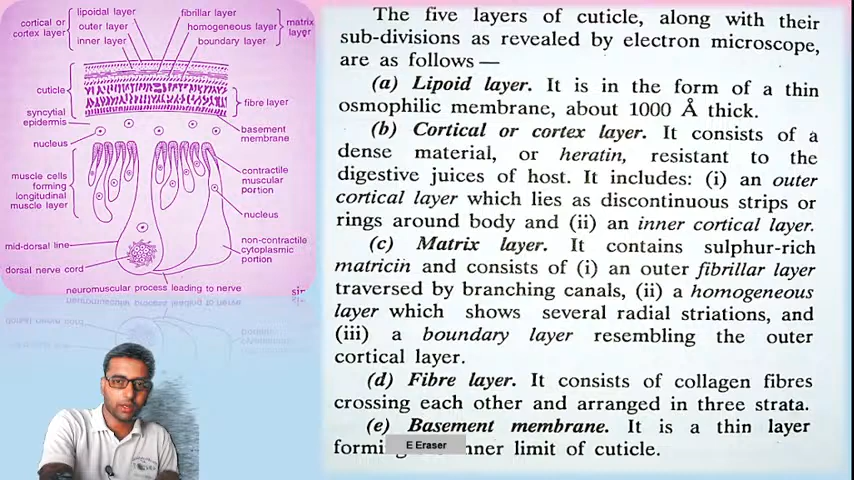 cortical or
cortex layer
lipoidal layer
outer layer
inner layer
fibrillar layer
homogeneous layer
boundary layer
matrix
layer
cuticle
fibre layer
syncytial
epidermis
nucleus
basement
membrane
muscle cells
forming
longitudinal
muscle layer
contractile
muscular
portion
nucleus
mid-dorsal line
dorsal nerve cord
non-contractile
cytoplasmic
portion
neuromuscular process leading to nerve
The five layers of cuticle, along with their
sub-divisions as revealed by electron microscope,
are as follows —
(a) Lipoid layer. It is in the form of a thin
osmophilic membrane, about 1000 Å thick.
(b) Cortical or cortex layer. It consists of a
dense material, or heratin, resistant to the
digestive juices of host. It includes: (i) an outer
cortical layer which lies as discontinuous strips or
rings around body and (ii) an inner cortical layer.
(c) Matrix layer. It contains sulphur-rich
matricin and consists of (i) an outer fibrillar layer
traversed by branching canals, (ii) a homogeneous
layer which shows several radial striations, and
(iii) a boundary layer resembling the outer
cortical layer.
(d) Fibre layer. It consists of collagen fibres
crossing each other and arranged in three strata.
(e) Basement membrane. It is a thin layer
limit of cuticle.
E Eraser